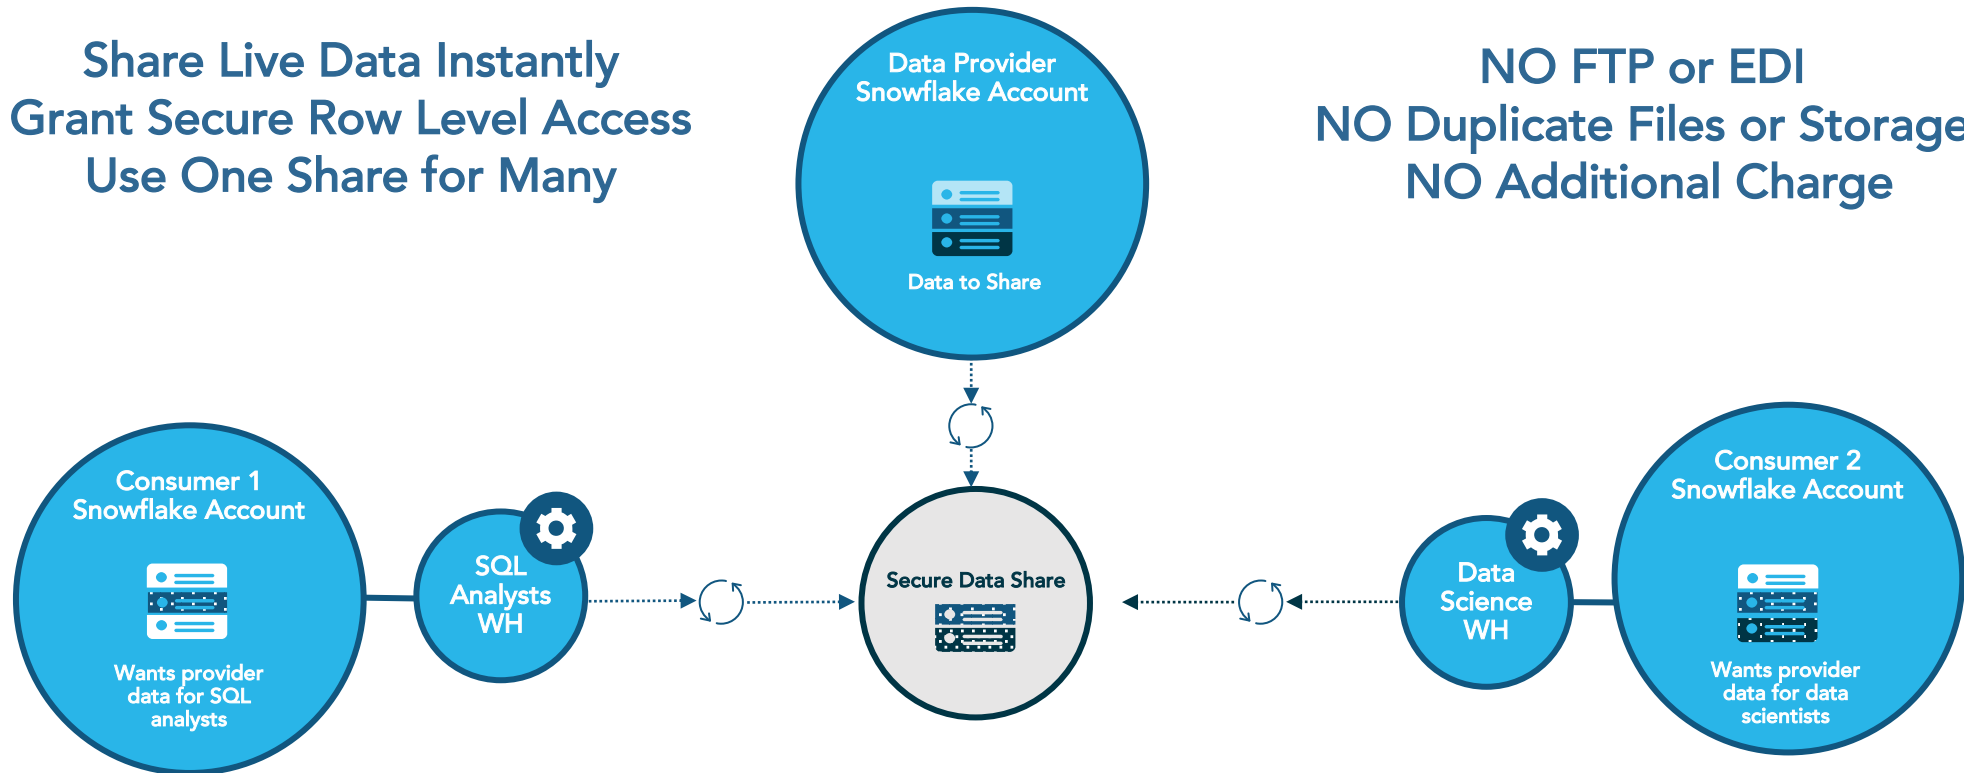 Share Live Data Instantly
Grant Secure Row Level Access
Use One Share for Many
Data Provider
Snowflake Account
Data to Share
NO FTP or EDI
NO Duplicate Files or Storage
NO Additional Charge
Consumer 1
Snowflake Account
Wants provider
data for SQL
analysts
SQL
Analysts
WH
Secure Data Share
Data
Science
WH
Consumer 2
Snowflake Account
Wants provider
data for data
scientists